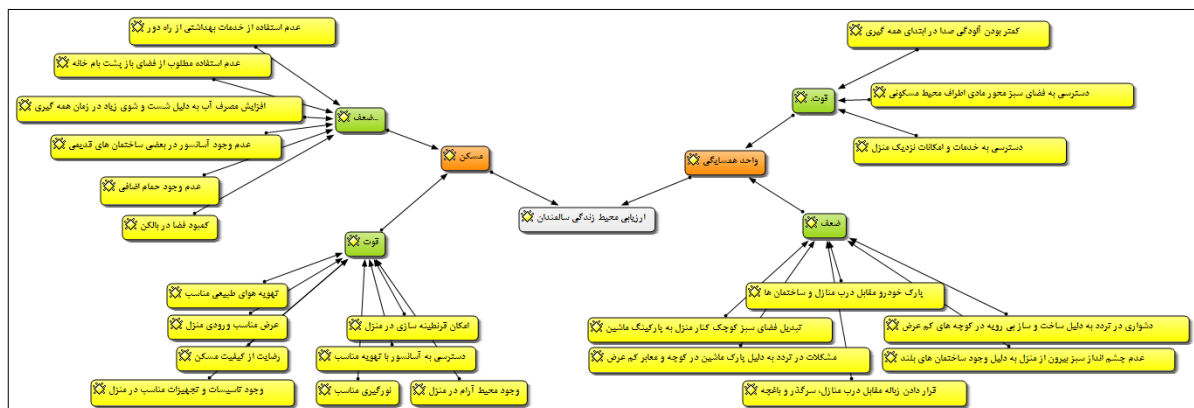 عدم استفاده از خدمات بهداشتی از راه دور
عدم استفاده مطلوب از فضای باز پشت بام خانه
افزایش مصرف آب به دلیل شست و شوی زیاد در زمان همه گیری
عدم وجود آسانسور در بعضی ساختمان های قدیمی
عدم وجود حمام اضافی
کمبود فضا در بالکن
ضعف...
مسکن
قوت
تهویه هوای طبیعی مناسب
عرض مناسب ورودی منزل
رضایت از کیفیت مسکن
وجود تاسیسات و تجهیزات مناسب در منزل
امکان قرنطینه سازی در منزل
دسترسی به آسانسور با تهویه مناسب
نورگیری مناسب
وجود محیط آرام در منزل
ارزیابی محیط زندگی سالمندان
کمتر بودن آلودگی صدا در ابتدای همه گیری
دسترسی به فضای سبز محور مادی اطراف محیط مسکونی
دسترسی به خدمات و امکانات نزدیک منزل
قوت.
واحد همسایگی
ضعف
پارک خودرو مقابل درب منازل و ساختمان ها
تبدیل فضای سبز کوچک کنار منزل به پارکینگ ماشین
دشواری در تردد به دلیل ساخت و ساز بی رویه در کوچه های کم عرض
مشکلات در تردد به دلیل پارک ماشین در کوچه و معابر کم عرض
عدم چشم انداز سبز بیرون از منزل به دلیل وجود ساختمان های بلند
قرار دادن زباله مقابل درب منازل، سرگذر و باغچه